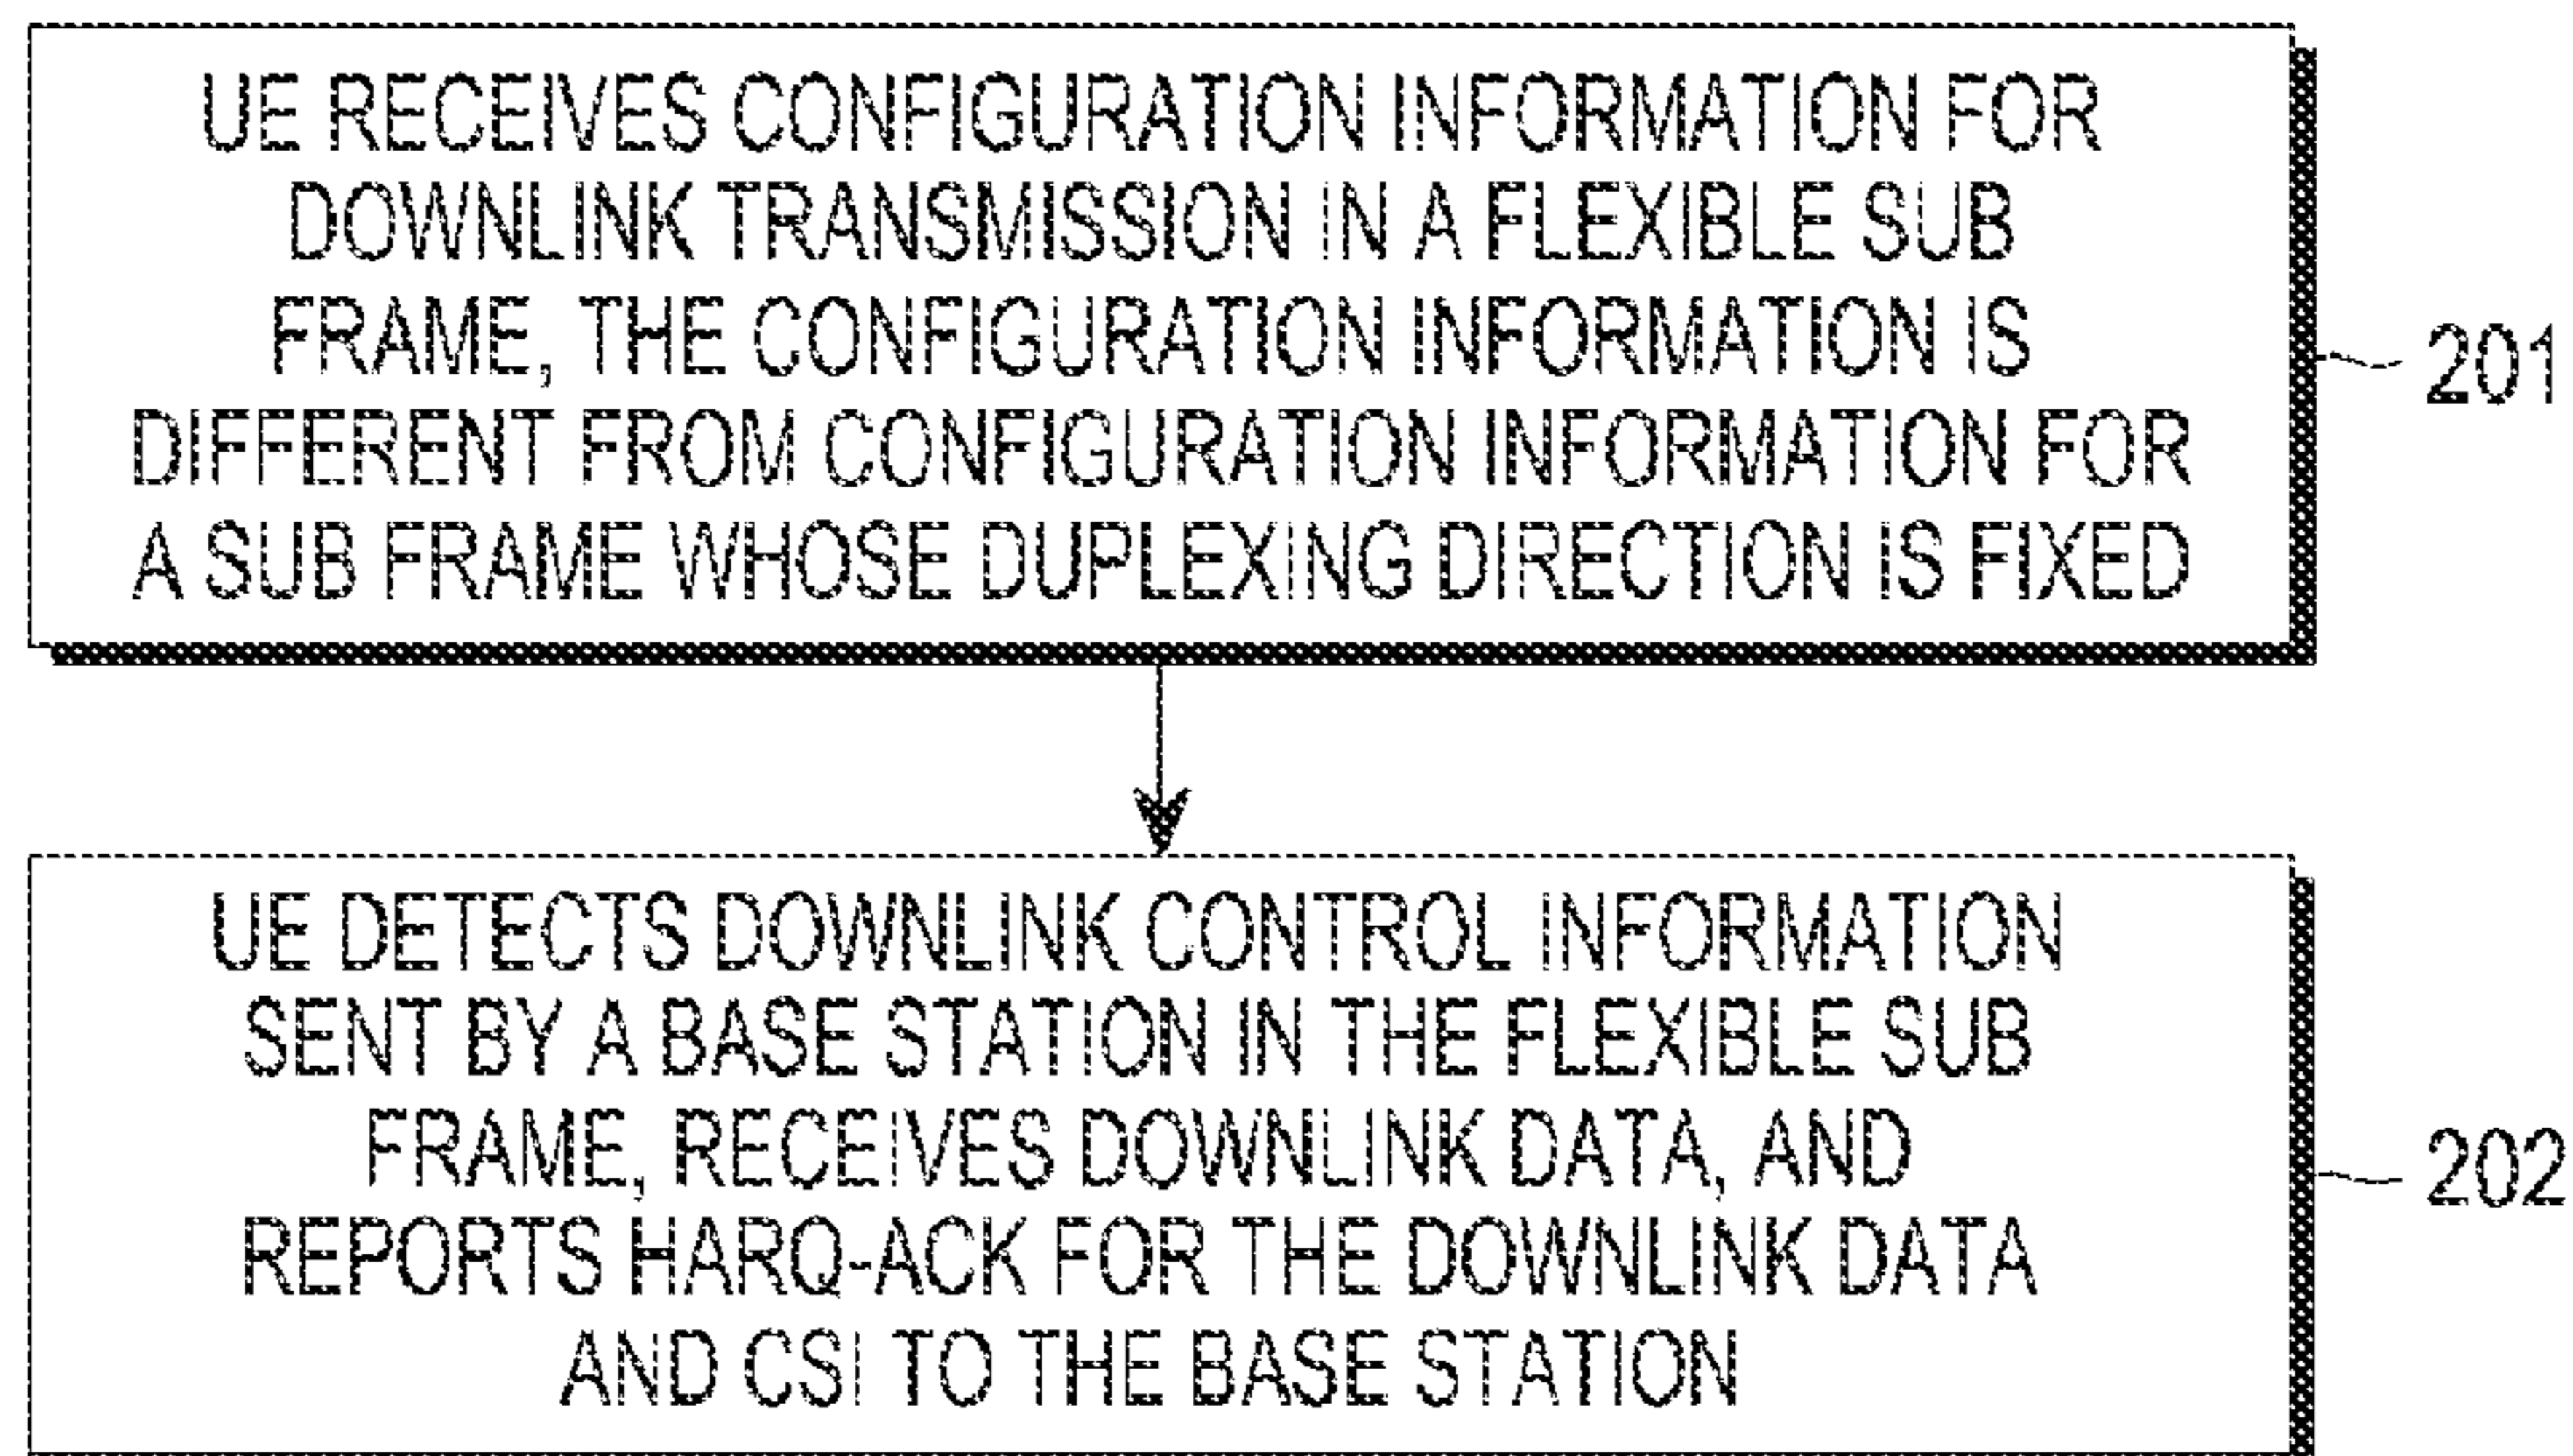 UE RECEIVES CONFIGURATION INFORMATION FOR
DOWNLINK TRANSMISSION IN A FLEXIBLE SUB
FRAME, THE CONFIGURATION INFORMATION IS
DIFFERENT FROM CONFIGURATION INFORMATION FOR
A SUB FRAME WHOSE DUPLEXING DIRECTION IS FIXED
201
UE DETECTS DOWNLINK CONTROL INFORMATION
SENT BY A BASE STATION IN THE FLEXIBLE SUB
FRAME, RECEIVES DOWNLINK DATA, AND
REPORTS HARQ-ACK FOR THE DOWNLINK DATA
AND CSI TO THE BASE STATION
202